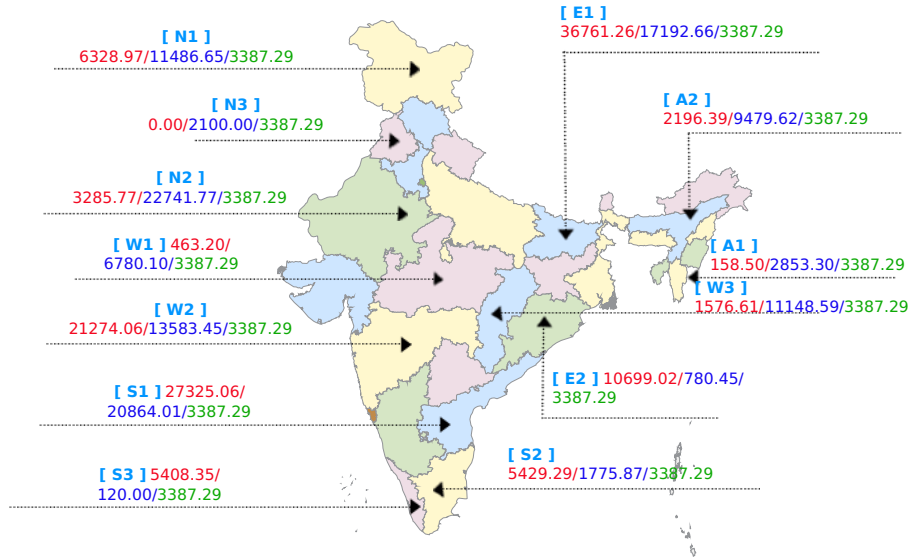 [ E1 ]
36761.26/17192.66/3387.29
[ N1 ]
6328.97/11486.65/3387.29
[ A2 ]
2196.39/9479.62/3387.29
[ N3 ]
0.00/2100.00/3387.29
[ N2 ]
3285.77/22741.77/3387.29
[ W1 ] 463.20/
6780.10/3387.29
[ A1 ]
158.50/2853.30/3387.29
[ W3 ]
1576.61/11148.59/3387.29
[ W2 ]
21274.06/13583.45/3387.29
[ E2 ] 10699.02/780.45/
3387.29
[ S1 ] 27325.06/
20864.01/3387.29
[ S2 ]
5429.29/1775.87/3387.29
[ S3 ] 5408.35/
120.00/3387.29